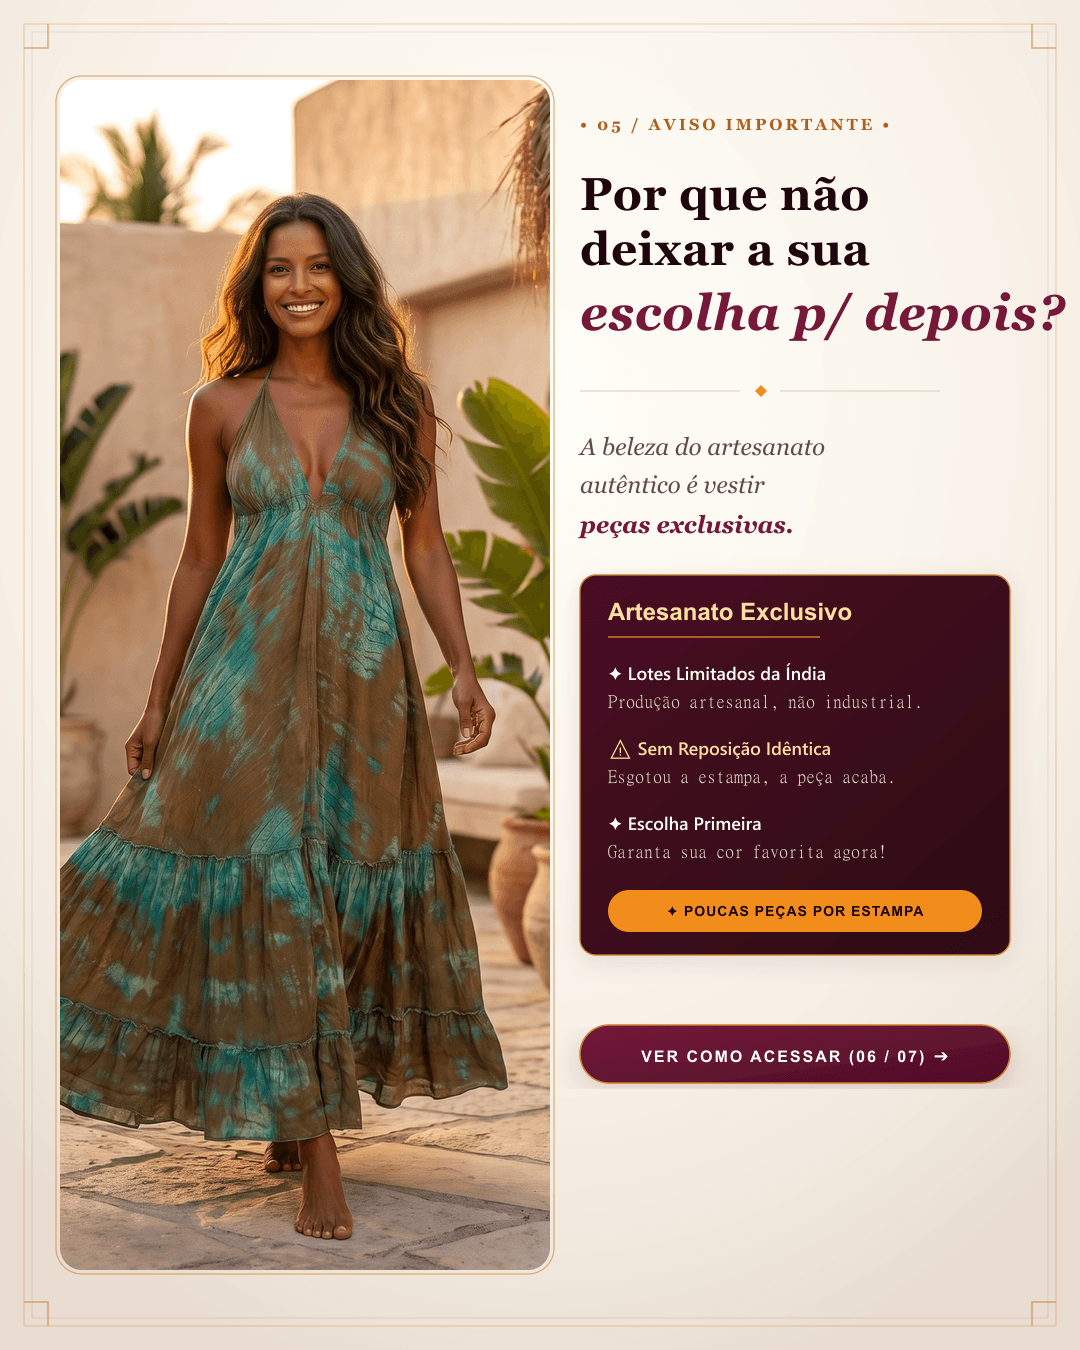 • 05 / AVISO IMPORTANTE •
Por que não
deixar a sua
escolha p/ depois?
A beleza do artesanato
autêntico é vestir
peças exclusivas.
Artesanato Exclusivo
✦ Lotes Limitados da Índia
Produção artesanal, não industrial.
⚠ Sem Reposição Idêntica
Esgotou a estampa, a peça acaba.
✦ Escolha Primeira
Garanta sua cor favorita agora!
✦ POUCAS PEÇAS POR ESTAMPA
VER COMO ACESSAR (06 / 07) ➔